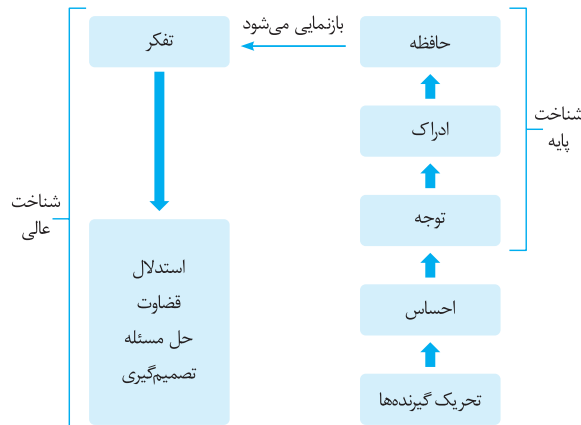 حافظه
بازنمایی می‌شود
تفکر
ادراک
شناخت
پایه
توجه
شناخت
عالی
احساس
استدلال
قضاوت
حل مسئله
تصمیم‌گیری
تحریک گیرنده‌ها